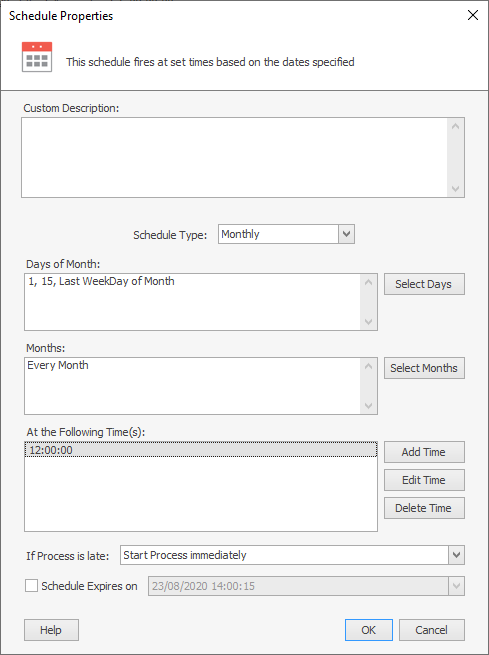 Schedule Properties
This schedule fires at set times based on the dates specified
Custom Description:
Schedule Type: Monthly
Days of Month:
1, 15, Last WeekDay of Month
Select Days
Months:
Every Month
Select Months
At the Following Time(s):
12:00:00
Add Time
Edit Time
Delete Time
If Process is late: Start Process immediately
Schedule Expires on 23/08/2020 14:00:15
Help OK Cancel